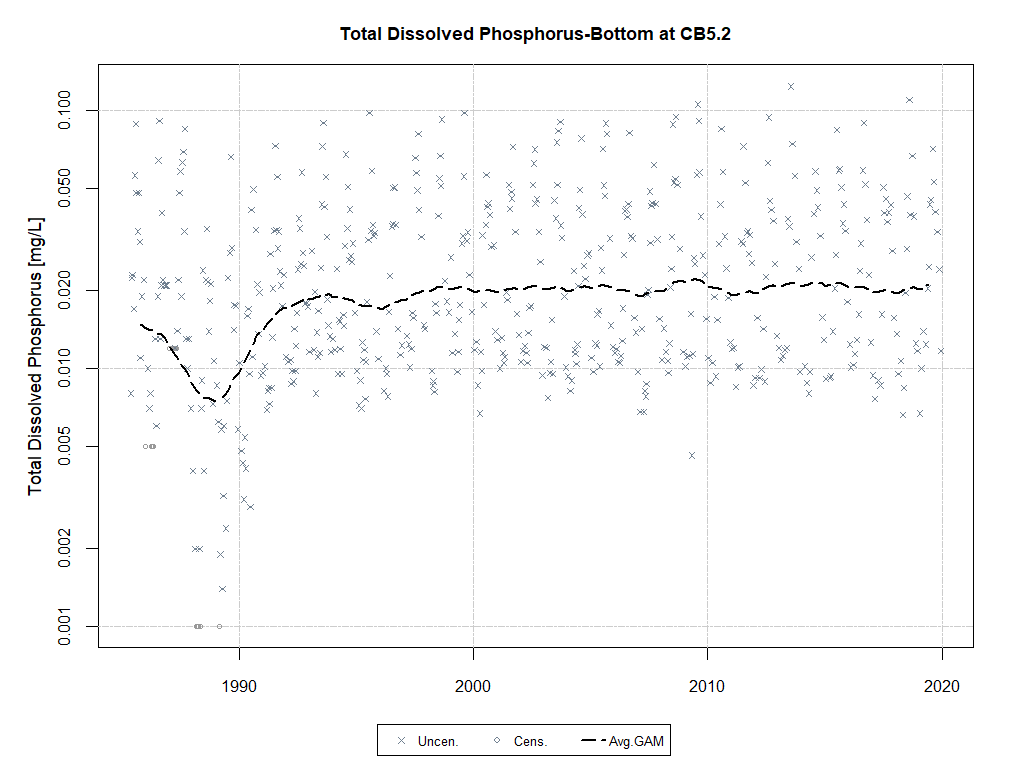 Total Dissolved Phosphorus-Bottom at CB5.2
Total Dissolved Phosphorus [mg/L]
0.100
0.050
0.020
0.010
0.005
0.002
0.001
1990 2000 2010 2020
Uncen. Cens. Avg.GAM